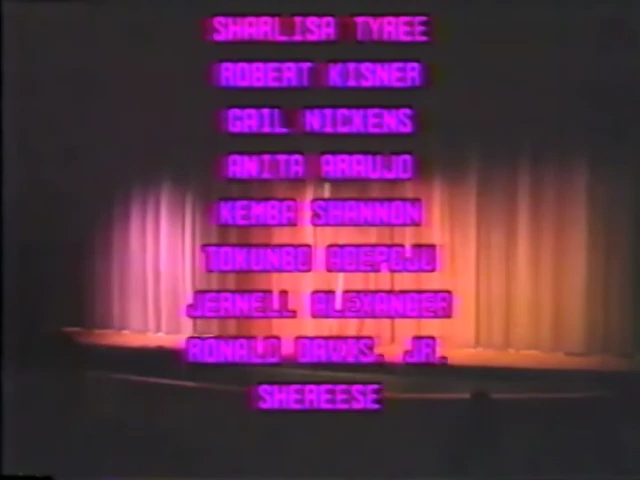 SHARLISA TYREE
ROBERT KISNER
GAIL NICKENS
ANITA ARAUJO
KEMBA SHANNON
TOKUNBO ADEPOJU
JERNELL ALEXANDER
RONALD DAVIS, JR.
SHEREESE